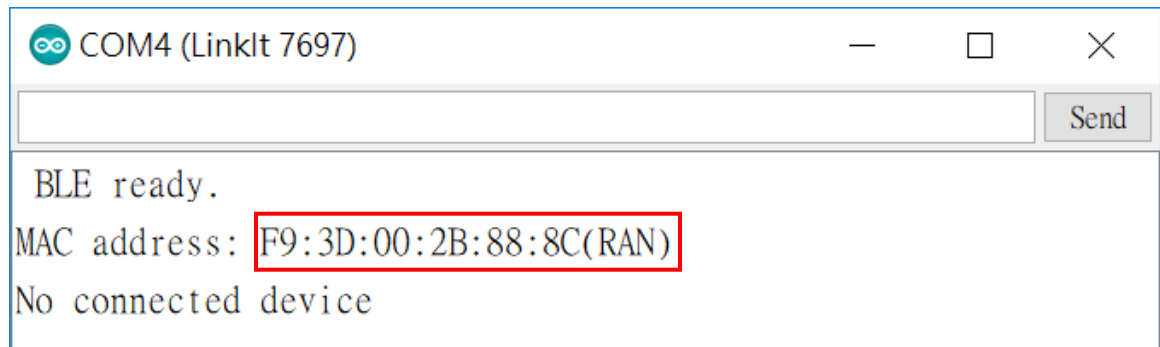 COM4 (LinkIt 7697)
Send
BLE ready.
MAC address: F9:3D:00:2B:88:8C(RAN)
No connected device